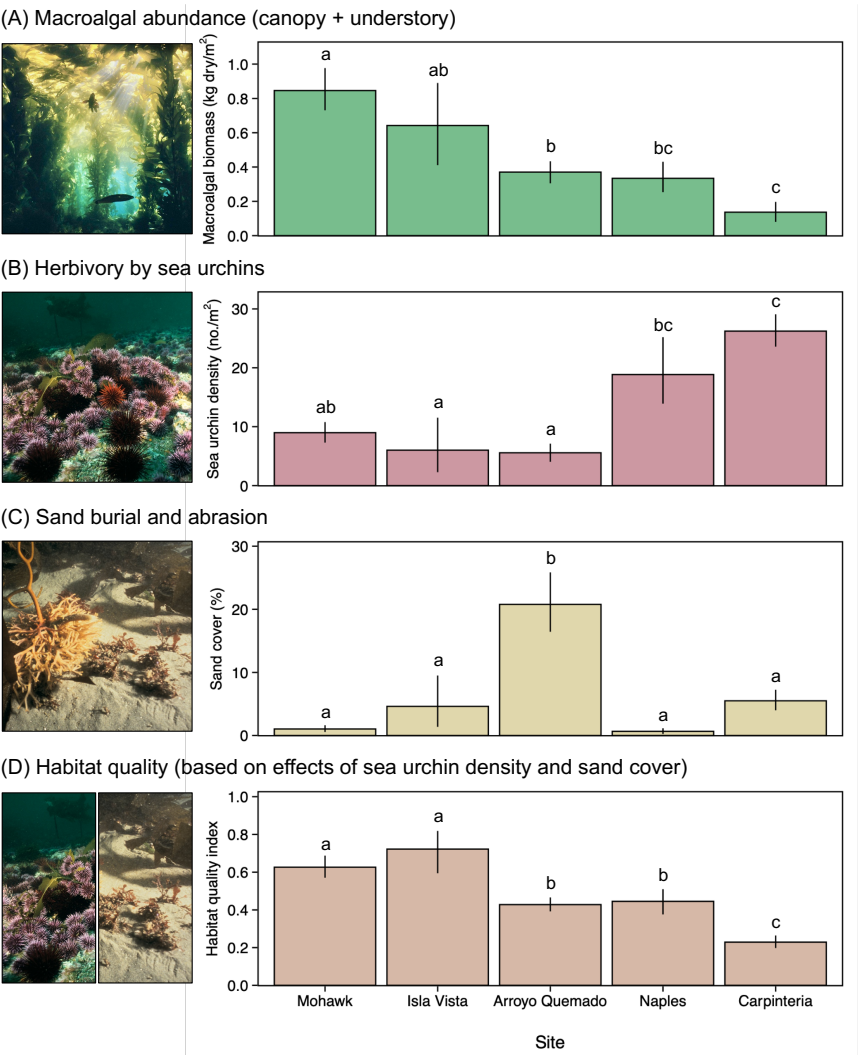 (A) Macroalgal abundance (canopy + understory)
Macroalgal biomass (kg dry/m²)
1.0
0.8
0.6
0.4
0.2
0.0
a
ab
b
bc
c
(B) Herbivory by sea urchins
Sea urchin density (no./m²)
30
20
10
0
ab
a
a
bc
c
(C) Sand burial and abrasion
Sand cover (%)
30
20
10
0
a
a
b
a
a
(D) Habitat quality (based on effects of sea urchin density and sand cover)
Habitat quality index
1.0
0.8
0.6
0.4
0.2
0.0
a
a
b
b
c
Mohawk Isla Vista Arroyo Quemado Naples Carpinteria
Site